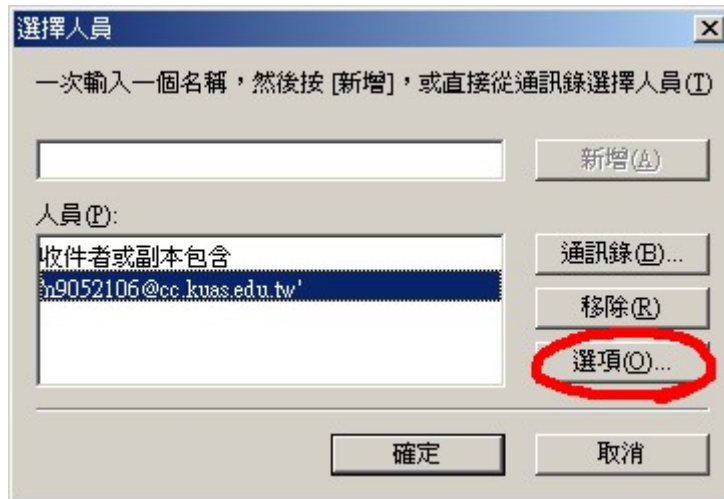 選擇人員
一次輸入一個名稱，然後按 [新增]，或直接從通訊錄選擇人員(T)
新增(A)
人員(P):
收件者或副本包含
'n9052106@cc.kuas.edu.tw'
通訊錄(B)...
移除(R)
選項(O)...
確定
取消